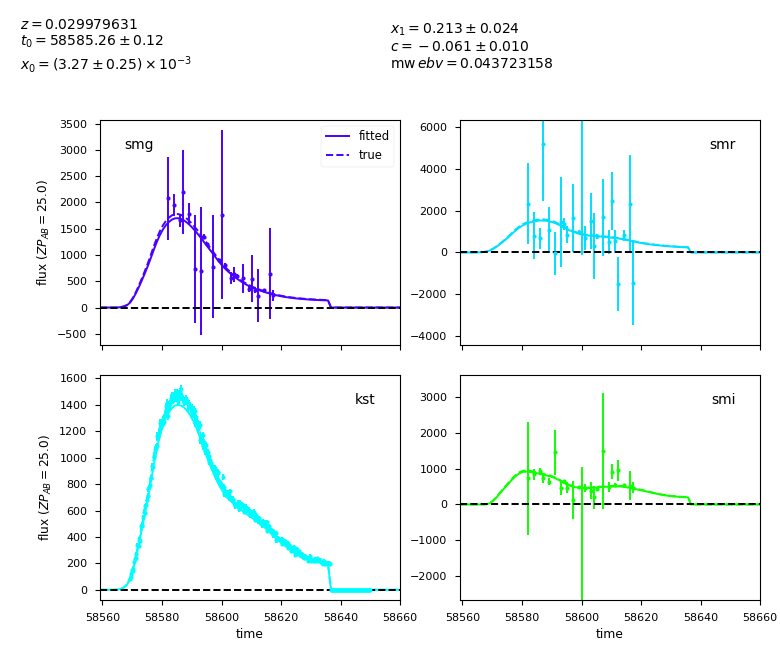 z = 0.029979631
t₀ = 58585.26 ± 0.12
x₀ = (3.27 ± 0.25) × 10⁻³
x₁ = 0.213 ± 0.024
c = −0.061 ± 0.010
mw ebv = 0.043723158
smg
fitted
true
flux (ZP_AB = 25.0)
3500
3000
2500
2000
1500
1000
500
0
−500
smr
6000
4000
2000
0
−2000
−4000
kst
flux (ZP_AB = 25.0)
1600
1400
1200
1000
800
600
400
200
0
58560 58580 58600 58620 58640 58660
time
smi
3000
2000
1000
0
−1000
−2000
58560 58580 58600 58620 58640 58660
time